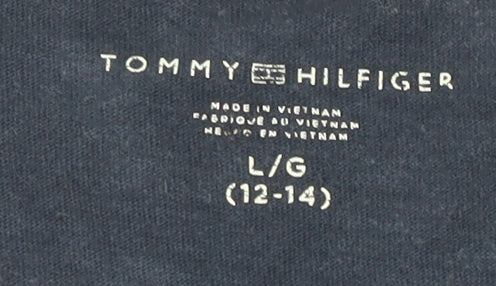 TOMMY HILFIGER
MADE IN VIETNAM
FABRIQUÉ AU VIETNAM
HECHO EN VIETNAM
L/G
(12-14)